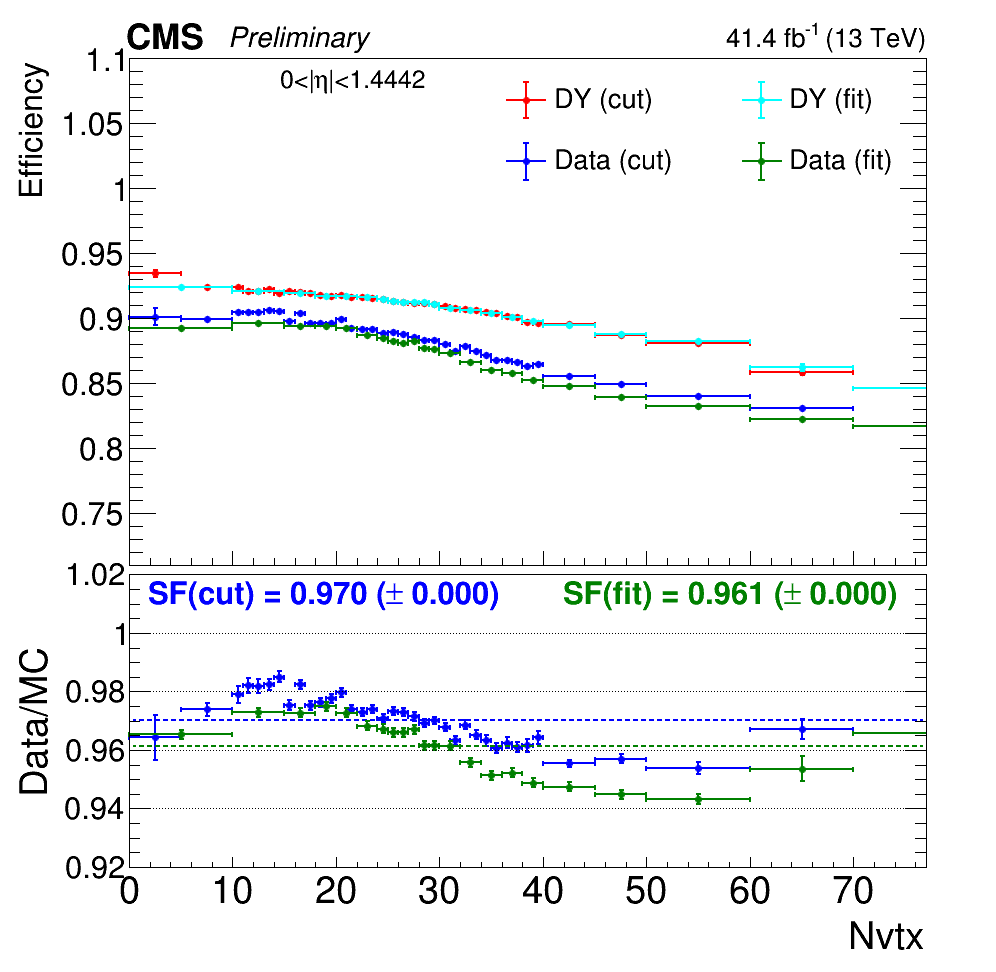 CMS Preliminary 41.4 fb⁻¹ (13 TeV)
0<|η|<1.4442
DY (cut) DY (fit)
Data (cut) Data (fit)
Efficiency
1.1
1.05
1
0.95
0.9
0.85
0.8
0.75
SF(cut) = 0.970 (± 0.000) SF(fit) = 0.961 (± 0.000)
Data/MC
1.02
1
0.98
0.96
0.94
0.92
0 10 20 30 40 50 60 70
Nvtx